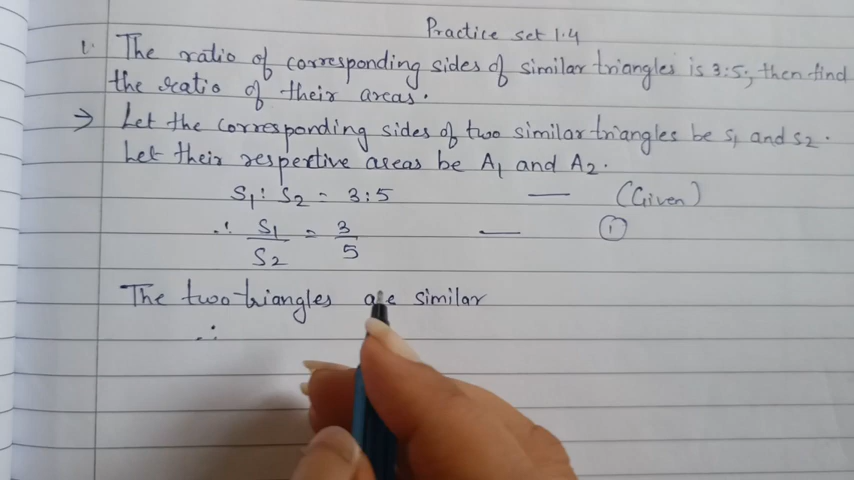 Practice set 1.4
1. The ratio of corresponding sides of similar triangles is 3:5, then find
the ratio of their areas.
→ Let the corresponding sides of two similar triangles be s₁ and s₂.
Let their respertive areas be A₁ and A₂.
S₁ : S₂ = 3:5 — (Given)
∴ S₁/S₂ = 3/5 — ①
The two triangles are similar
∴